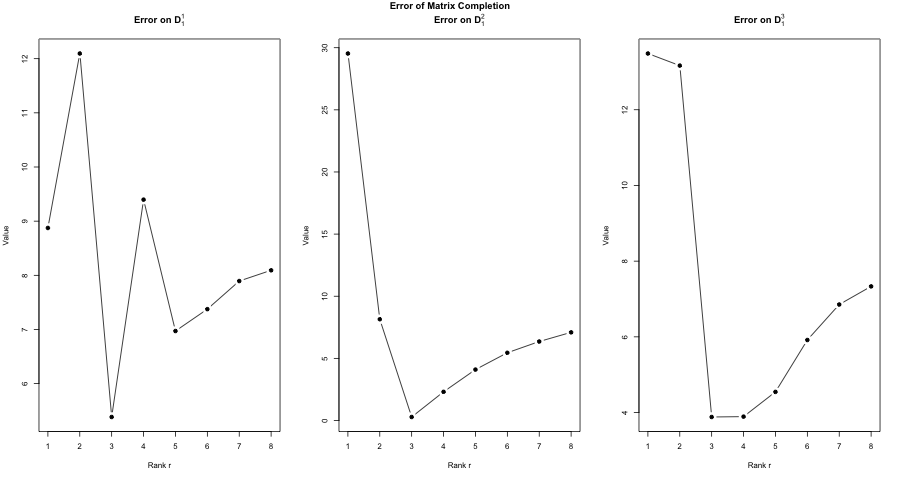 Error of Matrix Completion
Error on D₁¹
Value
12
11
10
9
8
7
6
1 2 3 4 5 6 7 8
Rank r
Error on D₁²
Value
30
25
20
15
10
5
0
1 2 3 4 5 6 7 8
Rank r
Error on D₁³
Value
12
10
8
6
4
1 2 3 4 5 6 7 8
Rank r